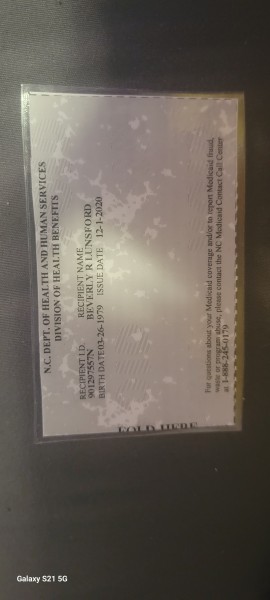 N.C. DEPT. OF HEALTH AND HUMAN SERVICES
DIVISION OF HEALTH BENEFITS
RECIPIENT I.D. RECIPIENT NAME
901297557N BEVERLY R LUNSFORD
BIRTH DATE 03-26-1979 ISSUE DATE 12-1-2020
For questions about your Medicaid coverage and/or to report Medicaid fraud,
waste or program abuse, please contact the NC Medicaid Contact Call Center
at 1-888-245-0179
FOLD HERE
Galaxy S21 5G